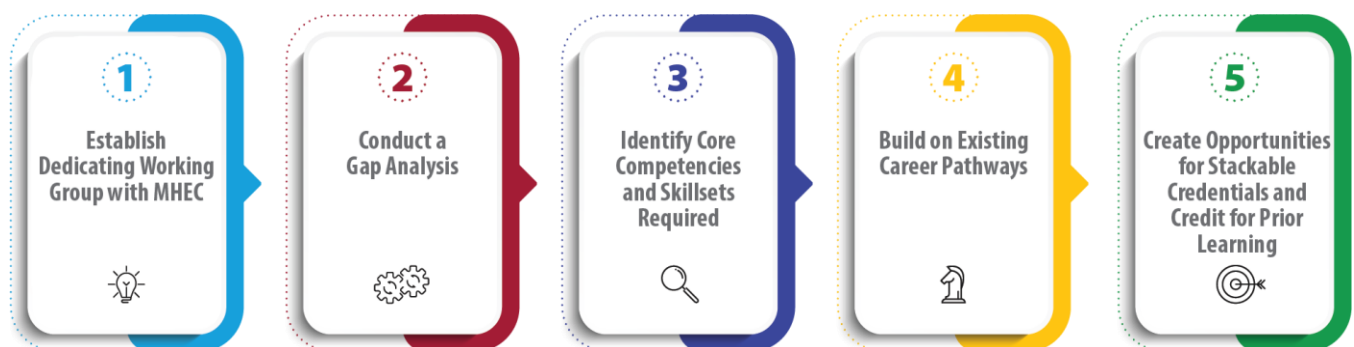 1
Establish
Dedicating Working
Group with MHEC
2
Conduct a
Gap Analysis
3
Identify Core
Competencies
and Skillsets
Required
4
Build on Existing
Career Pathways
5
Create Opportunities
for Stackable
Credentials and
Credit for Prior
Learning